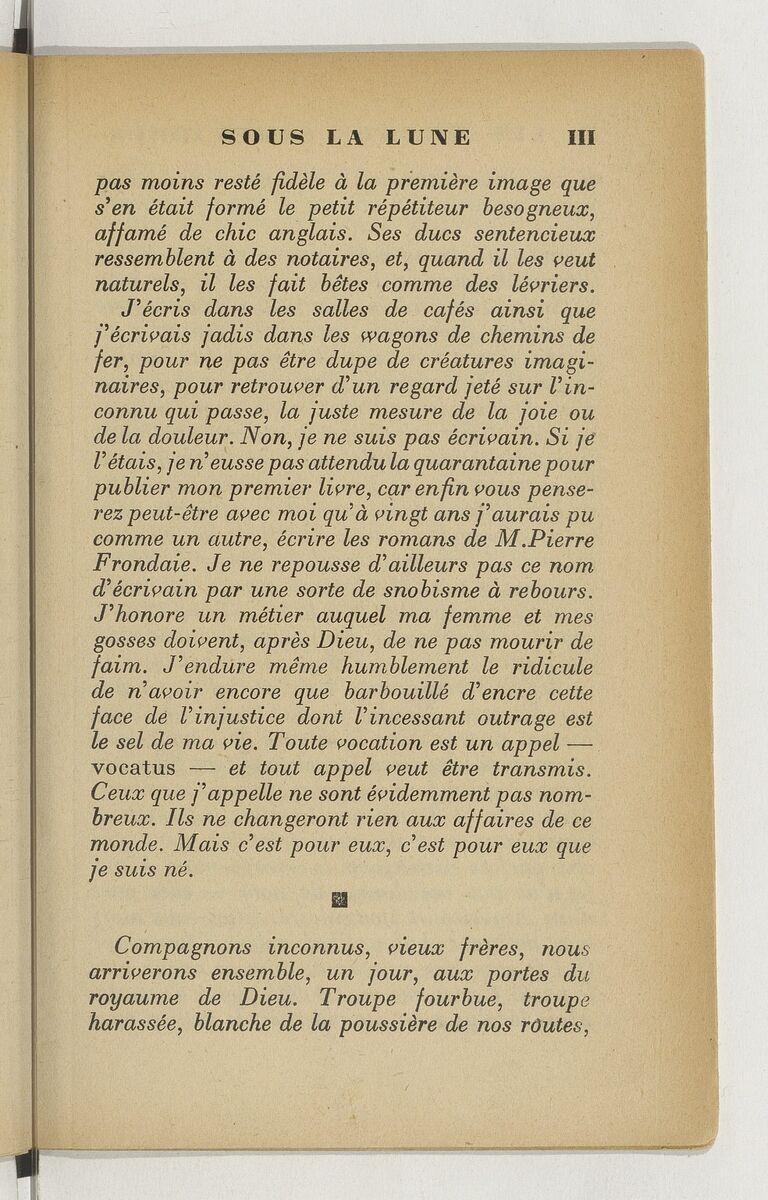 SOUS LA LUNE III
pas moins resté fidèle à la première image que
s'en était formé le petit répétiteur besogneux,
affamé de chic anglais. Ses ducs sentencieux
ressemblent à des notaires, et, quand il les veut
naturels, il les fait bêtes comme des lévriers.
J'écris dans les salles de cafés ainsi que
j'écrivais jadis dans les wagons de chemins de
fer, pour ne pas être dupe de créatures imagi-
naires, pour retrouver d'un regard jeté sur l'in-
connu qui passe, la juste mesure de la joie ou
de la douleur. Non, je ne suis pas écrivain. Si je
l'étais, je n'eusse pas attendu la quarantaine pour
publier mon premier livre, car enfin vous pense-
rez peut-être avec moi qu'à vingt ans j'aurais pu
comme un autre, écrire les romans de M. Pierre
Frondaie. Je ne repousse d'ailleurs pas ce nom
d'écrivain par une sorte de snobisme à rebours.
J'honore un métier auquel ma femme et mes
gosses doivent, après Dieu, de ne pas mourir de
faim. J'endure même humblement le ridicule
de n'avoir encore que barbouillé d'encre cette
face de l'injustice dont l'incessant outrage est
le sel de ma vie. Toute vocation est un appel —
vocatus — et tout appel veut être transmis.
Ceux que j'appelle ne sont évidemment pas nom-
breux. Ils ne changeront rien aux affaires de ce
monde. Mais c'est pour eux, c'est pour eux que
je suis né.
Compagnons inconnus, vieux frères, nous
arriverons ensemble, un jour, aux portes du
royaume de Dieu. Troupe fourbue, troupe
harassée, blanche de la poussière de nos routes,